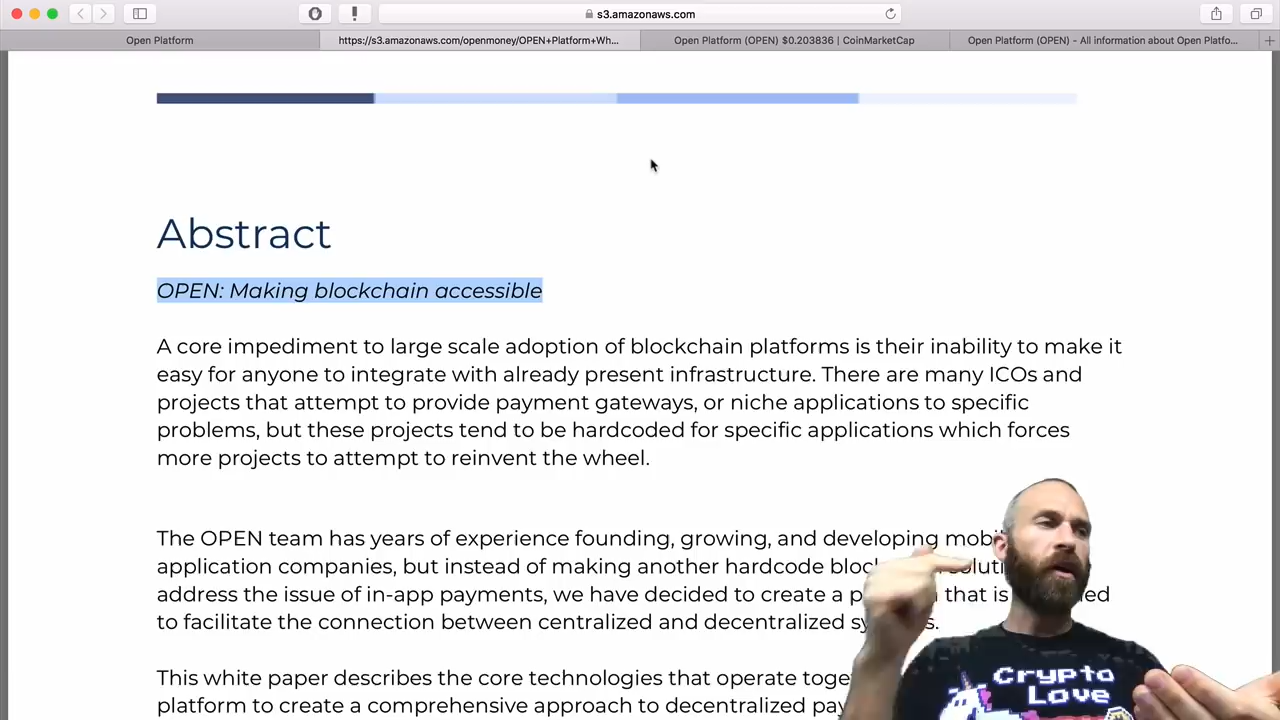 s3.amazonaws.com
Open Platform
https://s3.amazonaws.com/openmoney/OPEN+Platform+Wh...
Open Platform (OPEN) $0.203836 | CoinMarketCap
Open Platform (OPEN) - All information about Open Platfo...
Abstract
OPEN: Making blockchain accessible
A core impediment to large scale adoption of blockchain platforms is their inability to make it
easy for anyone to integrate with already present infrastructure. There are many ICOs and
projects that attempt to provide payment gateways, or niche applications to specific
problems, but these projects tend to be hardcoded for specific applications which forces
more projects to attempt to reinvent the wheel.
The OPEN team has years of experience founding, growing, and developing
application companies, but instead of making another hardcode
address the issue of in-app payments, we have decided to create a that is
to facilitate the connection between centralized and decentralized
This white paper describes the core technologies that operate
platform to create a comprehensive approach to decentralized
Crypto
Love